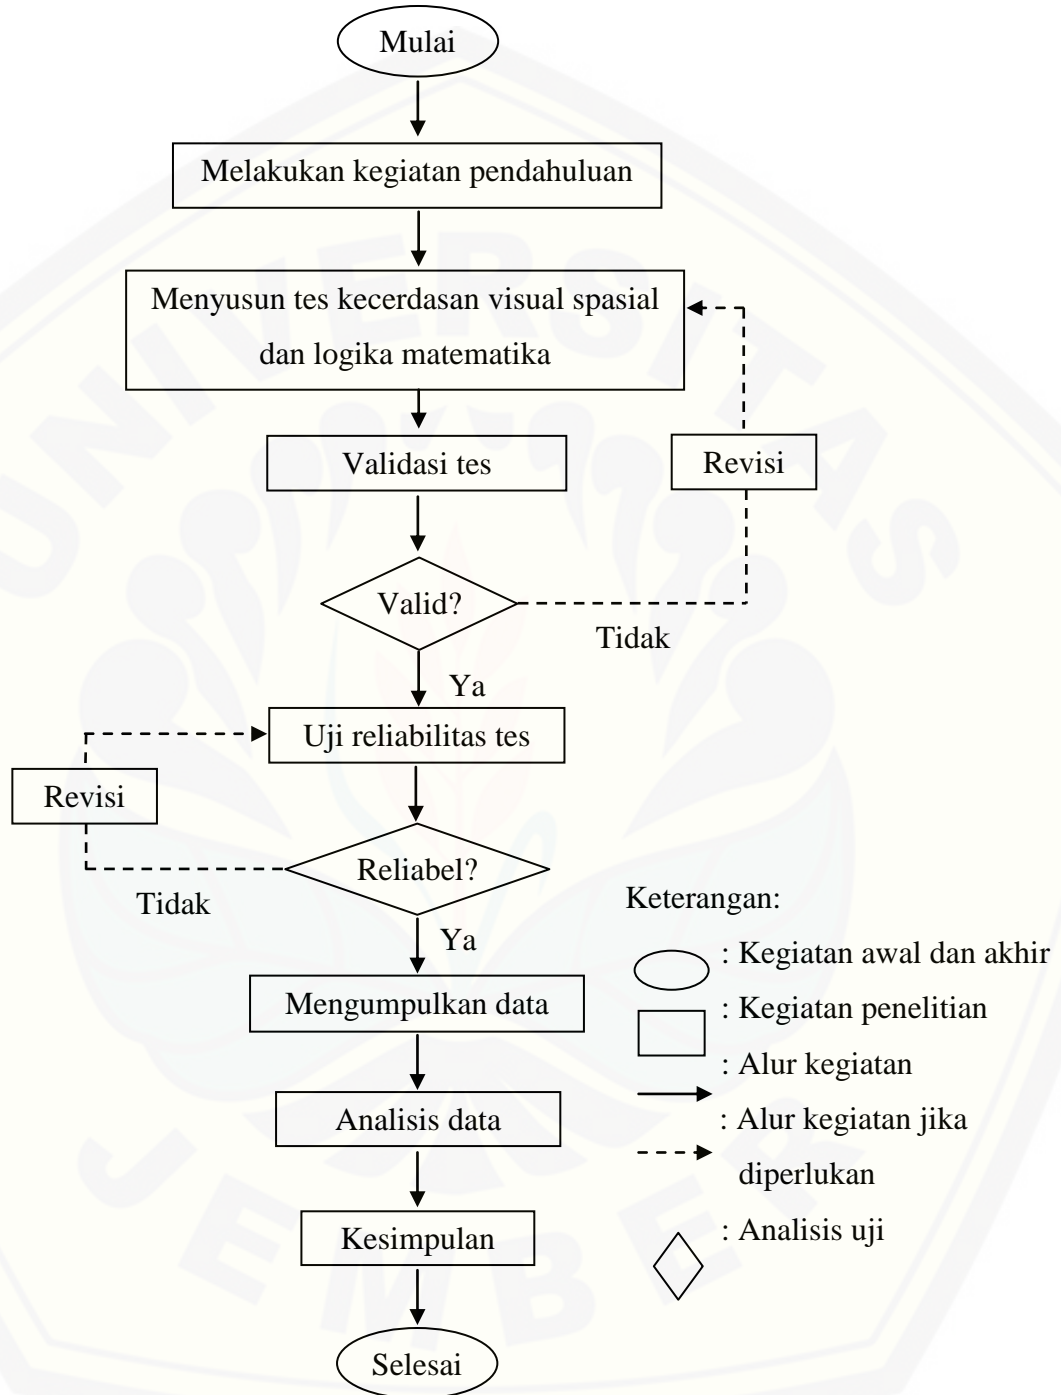 Mulai
Melakukan kegiatan pendahuluan
Menyusun tes kecerdasan visual spasial
dan logika matematika
Validasi tes
Revisi
Valid?
Tidak
Ya
Uji reliabilitas tes
Revisi
Reliabel?
Tidak
Ya
Mengumpulkan data
Analisis data
Kesimpulan
Selesai
Keterangan:
: Kegiatan awal dan akhir
: Kegiatan penelitian
: Alur kegiatan
: Alur kegiatan jika
diperlukan
: Analisis uji
UNIVERSITAS
JEMBER